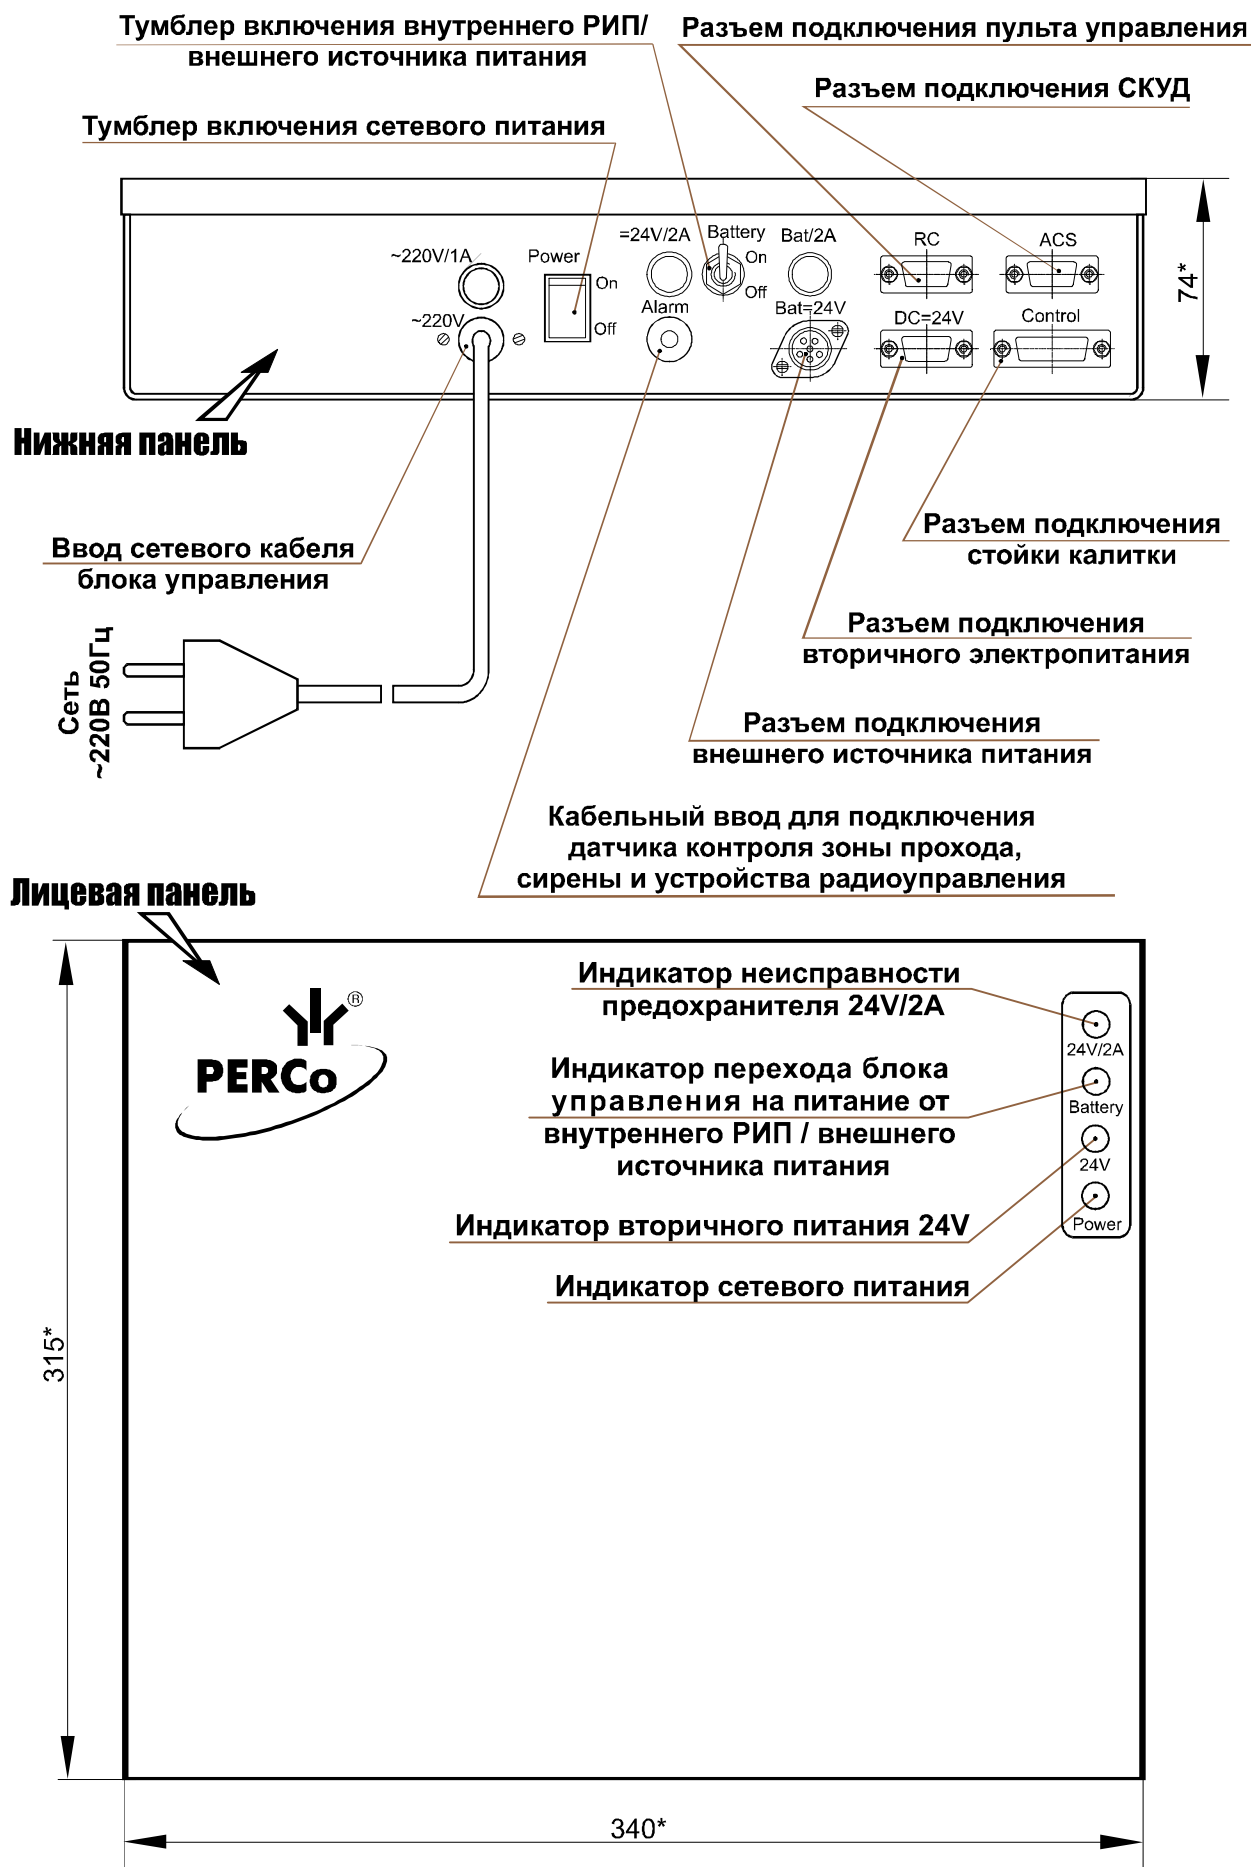 Тумблер включения внутреннего РИП/
внешнего источника питания
Разъем подключения пульта управления
Разъем подключения СКУД
Тумблер включения сетевого питания
~220V/1A
Power
On
Off
=24V/2A
Battery
On
Off
Bat/2A
RC
ACS
~220V
Alarm
Bat=24V
DC=24V
Control
74*
Нижняя панель
Ввод сетевого кабеля
блока управления
Разъем подключения
стойки калитки
Разъем подключения
вторичного электропитания
Сеть
~220В 50Гц
Разъем подключения
внешнего источника питания
Кабельный ввод для подключения
датчика контроля зоны прохода,
сирены и устройства радиоуправления
Лицевая панель
®
PERCo
Индикатор неисправности
предохранителя 24V/2A
24V/2A
Индикатор перехода блока
управления на питание от
внутреннего РИП / внешнего
источника питания
Battery
24V
Индикатор вторичного питания 24V
Power
Индикатор сетевого питания
315*
340*